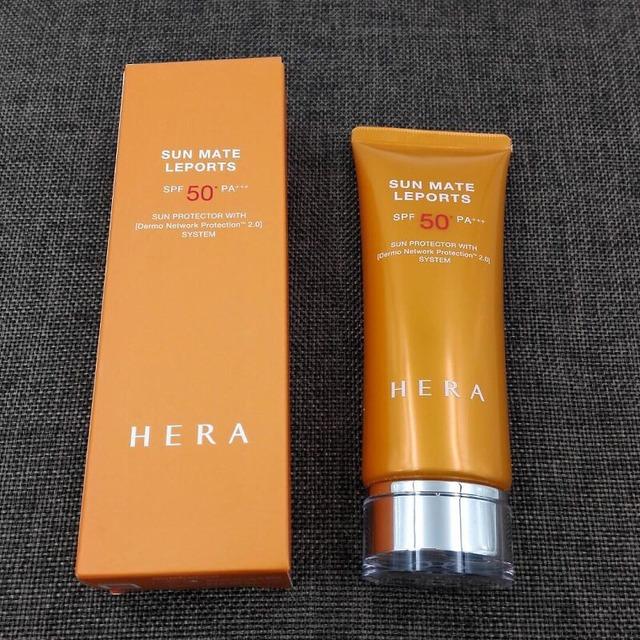 SUN MATE
LEPORTS
SPF 50+ PA+++
SUN PROTECTOR WITH
[Dermo Network Protection™ 2.0]
SYSTEM
HERA
SUN MATE
LEPORTS
SPF 50+ PA+++
SUN PROTECTOR WITH
[Dermo Network Protection™ 2.0]
SYSTEM
HERA